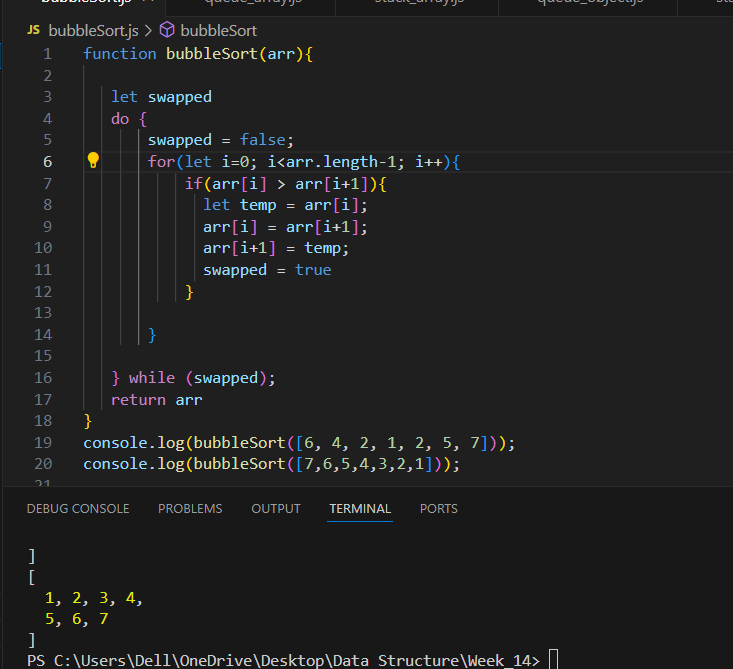 bubbleSort.js queue_array.js stack_array.js queue_object.js
JS bubbleSort.js > bubbleSort
1 function bubbleSort(arr){
2
3 let swapped
4 do {
5 swapped = false;
6 for(let i=0; i<arr.length-1; i++){
7 if(arr[i] > arr[i+1]){
8 let temp = arr[i];
9 arr[i] = arr[i+1];
10 arr[i+1] = temp;
11 swapped = true
12 }
13
14 }
15
16 } while (swapped);
17 return arr
18 }
19 console.log(bubbleSort([6, 4, 2, 1, 2, 5, 7]));
20 console.log(bubbleSort([7,6,5,4,3,2,1]));
21
DEBUG CONSOLE PROBLEMS OUTPUT TERMINAL PORTS
]
[
1, 2, 3, 4,
5, 6, 7
]
PS C:\Users\Dell\OneDrive\Desktop\Data Structure\Week_14>